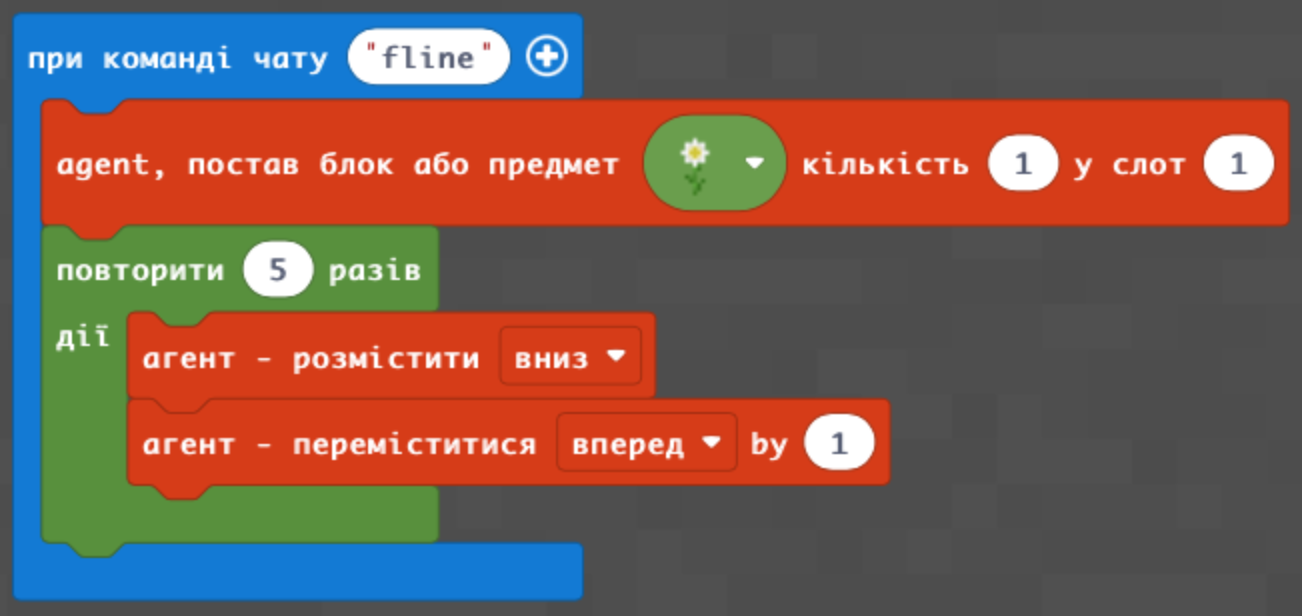 при команді чату "fline"
agent, постав блок або предмет кількість 1 у слот 1
повторити 5 разів
дії
агент - розмістити вниз
агент - переміститися вперед by 1